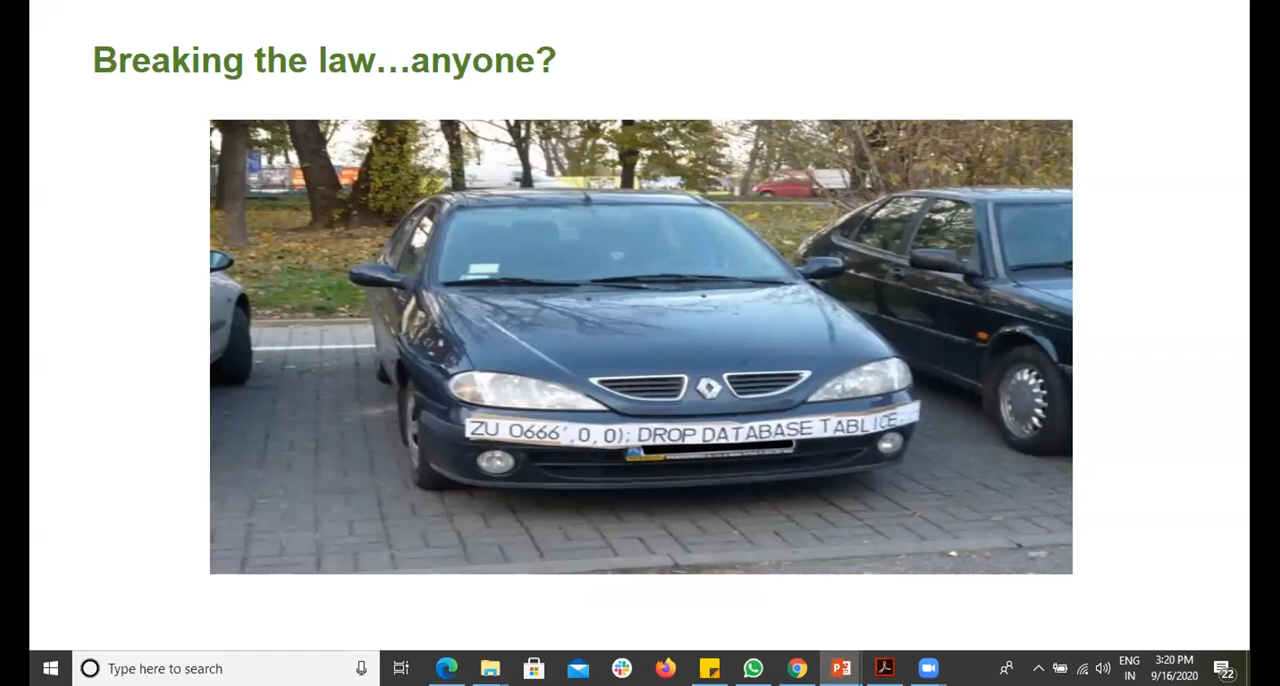 Breaking the law...anyone?
ZU 0666',0,0); DROP DATABASE TABLICE
Type here to search
ENG
IN
3:20 PM
9/16/2020
22